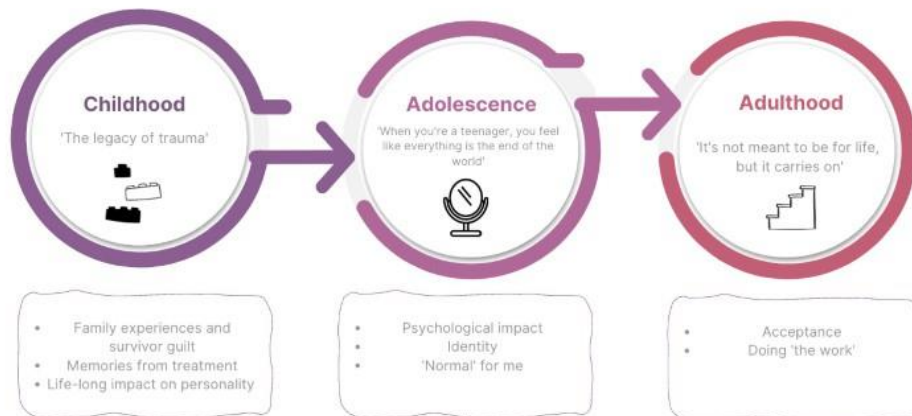 Childhood
'The legacy of trauma'
Adolescence
'When you're a teenager, you feel
like everything is the end of the
world'
Adulthood
'It's not meant to be for life,
but it carries on'
• Family experiences and
survivor guilt
• Memories from treatment
• Life-long impact on personality
• Psychological impact
• Identity
• 'Normal' for me
• Acceptance
• Doing 'the work'